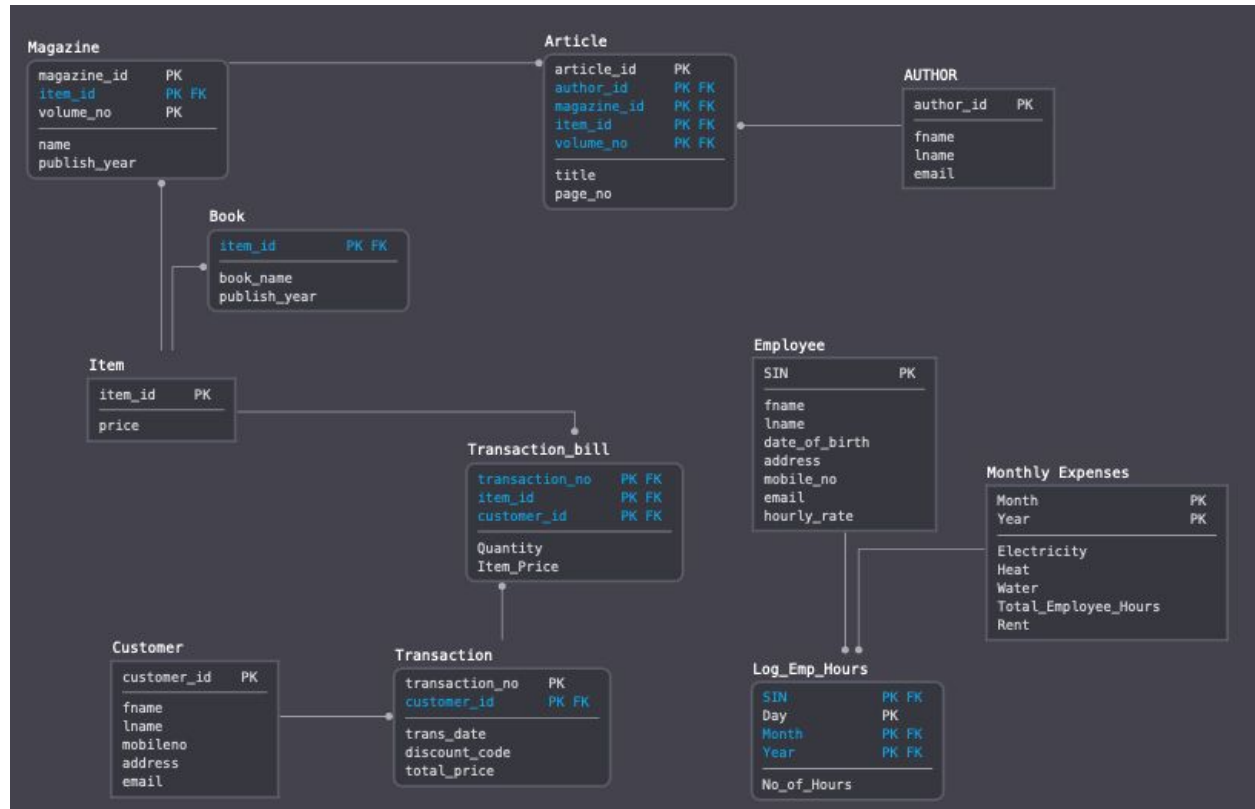 Magazine
magazine_id PK
item_id PK FK
volume_no PK
name
publish_year
Article
article_id PK
author_id PK FK
magazine_id PK FK
item_id PK FK
volume_no PK FK
title
page_no
AUTHOR
author_id PK
fname
lname
email
Book
item_id PK FK
book_name
publish_year
Item
item_id PK
price
Transaction_bill
transaction_no PK FK
item_id PK FK
customer_id PK FK
Quantity
Item_Price
Employee
SIN PK
fname
lname
date_of_birth
address
mobile_no
email
hourly_rate
Monthly Expenses
Month PK
Year PK
Electricity
Heat
Water
Total_Employee_Hours
Rent
Customer
customer_id PK
fname
lname
mobileno
address
email
Transaction
transaction_no PK
customer_id PK FK
trans_date
discount_code
total_price
Log_Emp_Hours
SIN PK FK
Day PK
Month PK FK
Year PK FK
No_of_Hours